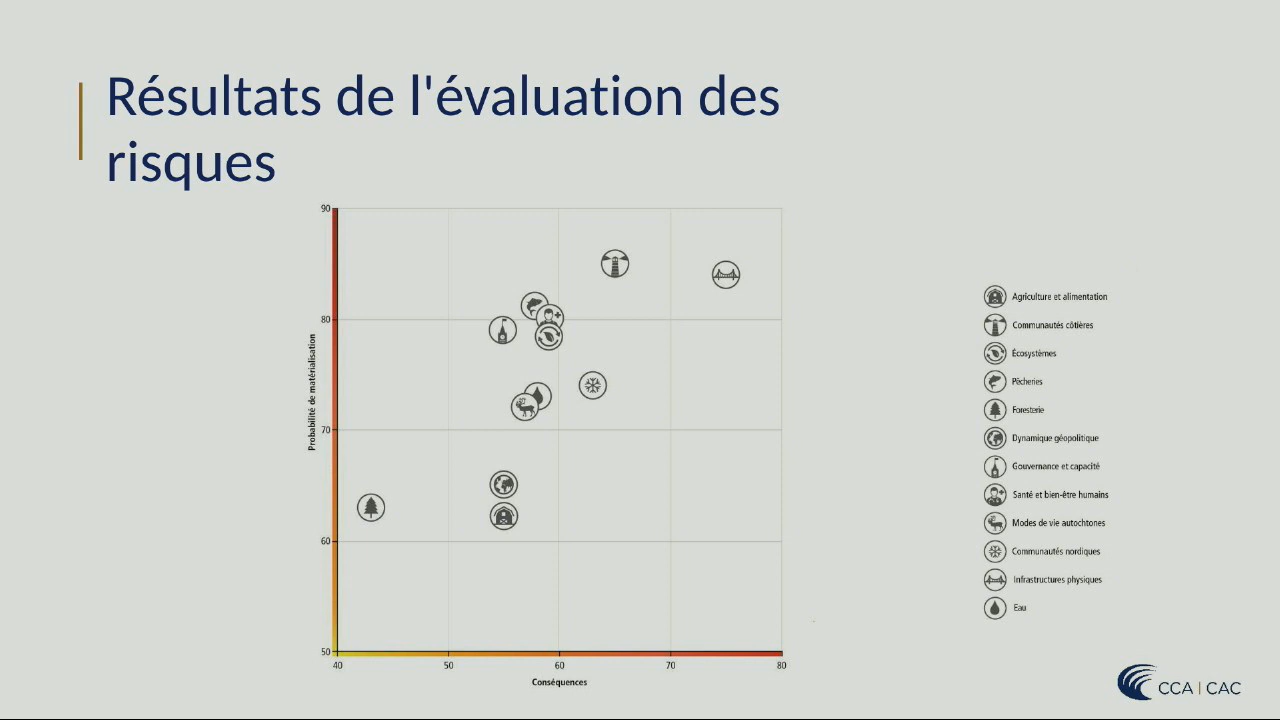 Résultats de l'évaluation des
risques
90
80
70
60
50
Probabilité de matérialisation
40
50
60
70
80
Conséquences
Agriculture et alimentation
Communautés côtières
Écosystèmes
Pêcheries
Foresterie
Dynamique géopolitique
Gouvernance et capacité
Santé et bien-être humains
Modes de vie autochtones
Communautés nordiques
Infrastructures physiques
Eau
CCA | CAC